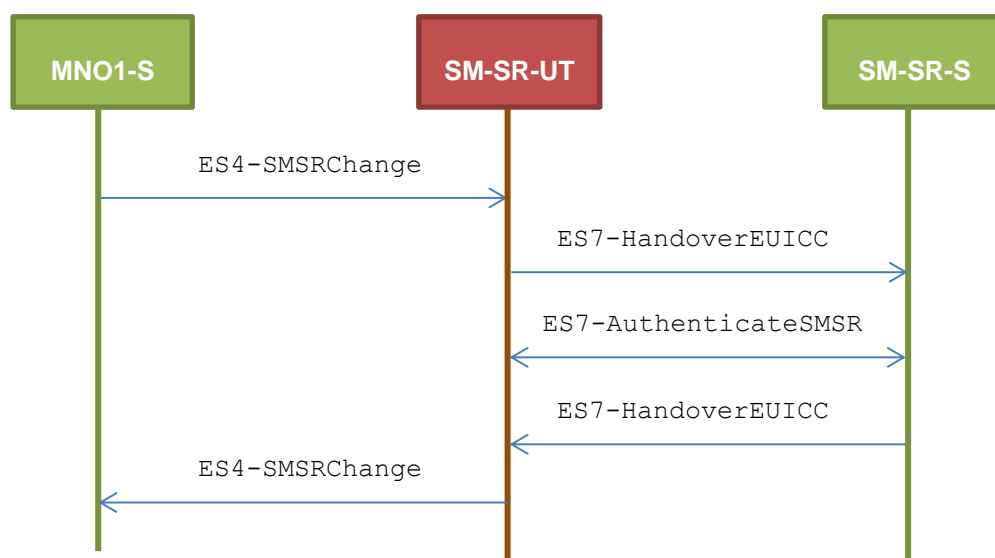 MNO1-S
SM-SR-UT
SM-SR-S
ES4-SMSRChange
ES7-HandoverEUICC
ES7-AuthenticateSMSR
ES7-HandoverEUICC
ES4-SMSRChange